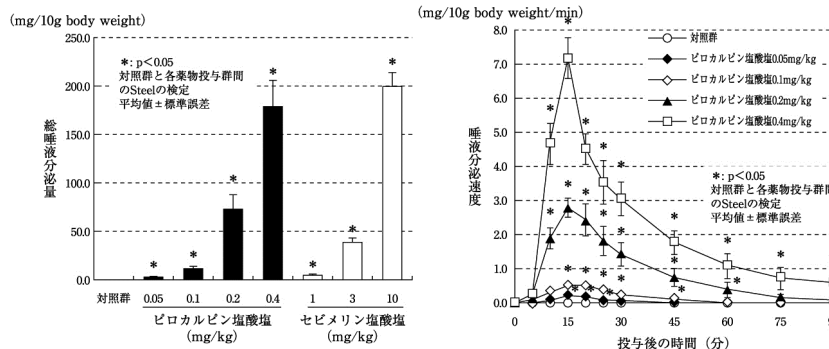 (mg/10g body weight)
250.0
200.0
150.0
100.0
50.0
0.0
総唾液分泌量
*: p<0.05
対照群と各薬物投与群間
のSteelの検定
平均値±標準誤差
*
*
*
*
*
*
*
対照群 0.05 0.1 0.2 0.4 1 3 10
ピロカルピン塩酸塩 セビメリン塩酸塩
(mg/kg) (mg/kg)
(mg/10g body weight/min)
8.0
7.0
6.0
5.0
4.0
3.0
2.0
1.0
0.0
唾液分泌速度
対照群
ピロカルピン塩酸塩0.05mg/kg
ピロカルピン塩酸塩0.1mg/kg
ピロカルピン塩酸塩0.2mg/kg
ピロカルピン塩酸塩0.4mg/kg
*: p<0.05
対照群と各薬物投与群間
のSteelの検定
平均値±標準誤差
0 5 10 15 20 25 30 45 60 75
投与後の時間（分）